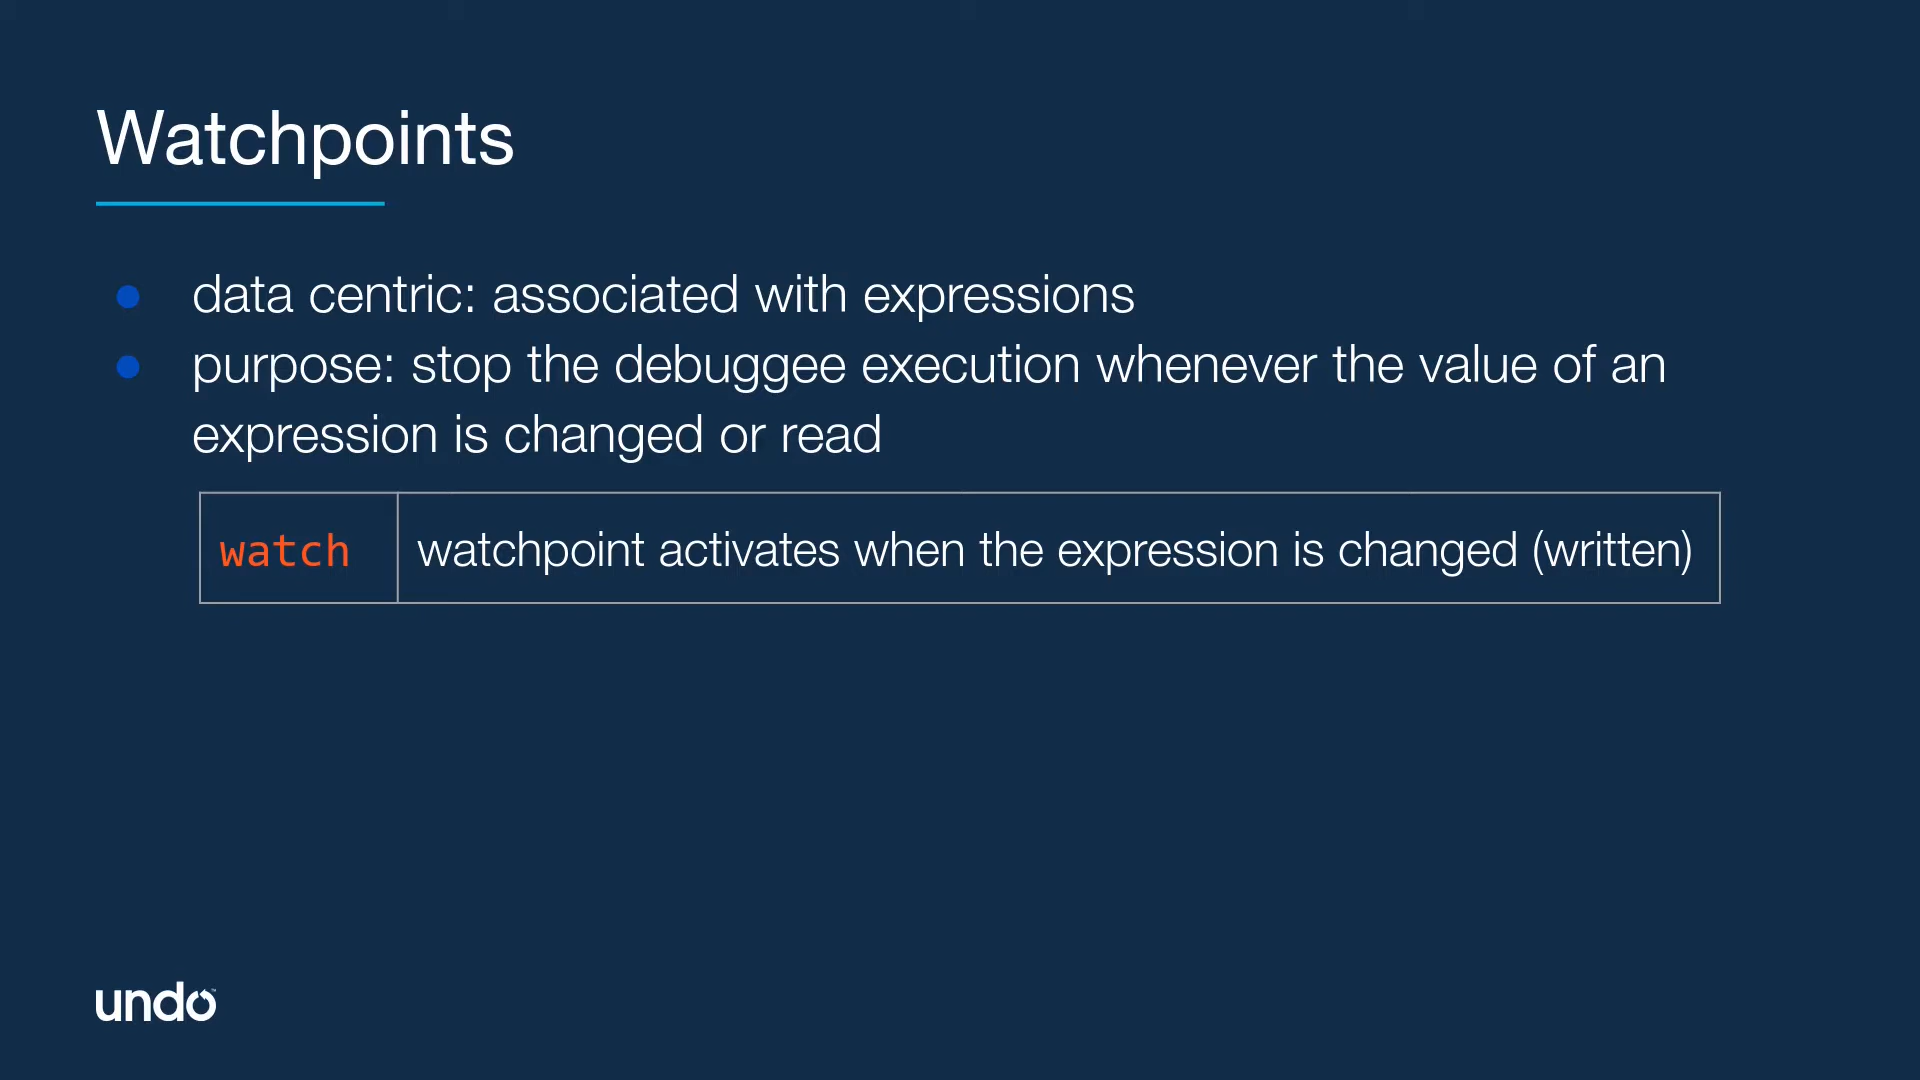 Watchpoints
● data centric: associated with expressions
● purpose: stop the debuggee execution whenever the value of an
expression is changed or read
watch watchpoint activates when the expression is changed (written)
undo™